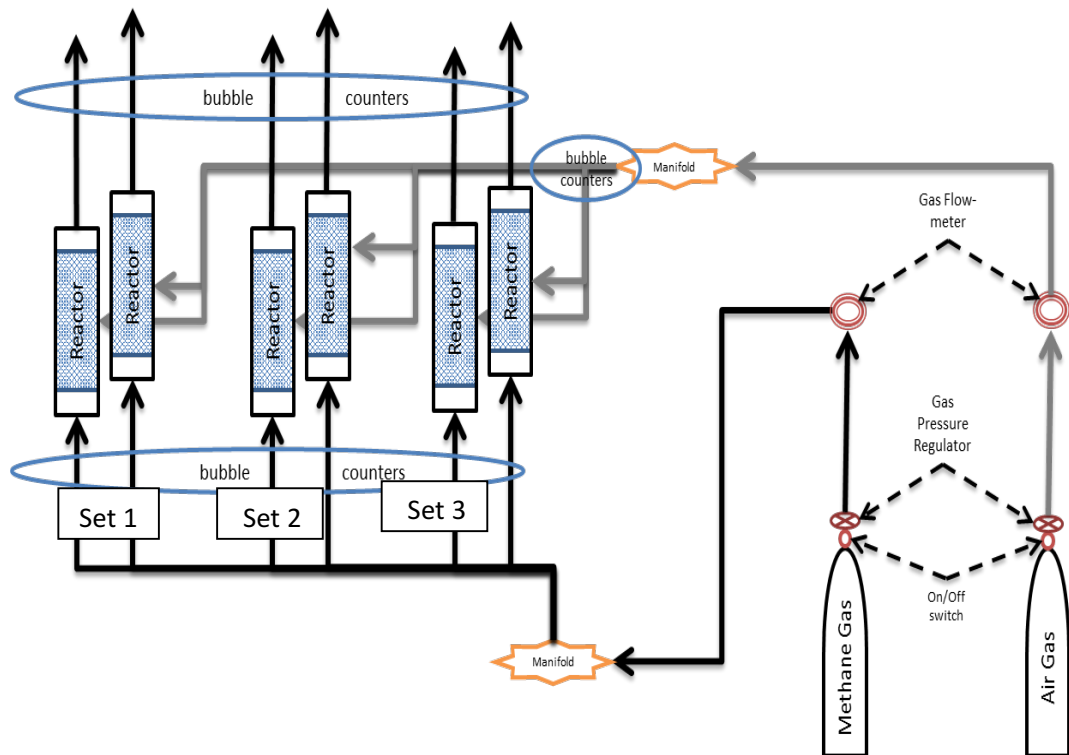 bubble counters
bubble
counters
Manifold
Gas Flow-
meter
Reactor
Reactor
Reactor
Reactor
Reactor
Reactor
Gas
Pressure
Regulator
bubble counters
Set 1
Set 2
Set 3
On/Off
switch
Manifold
Methane Gas
Air Gas